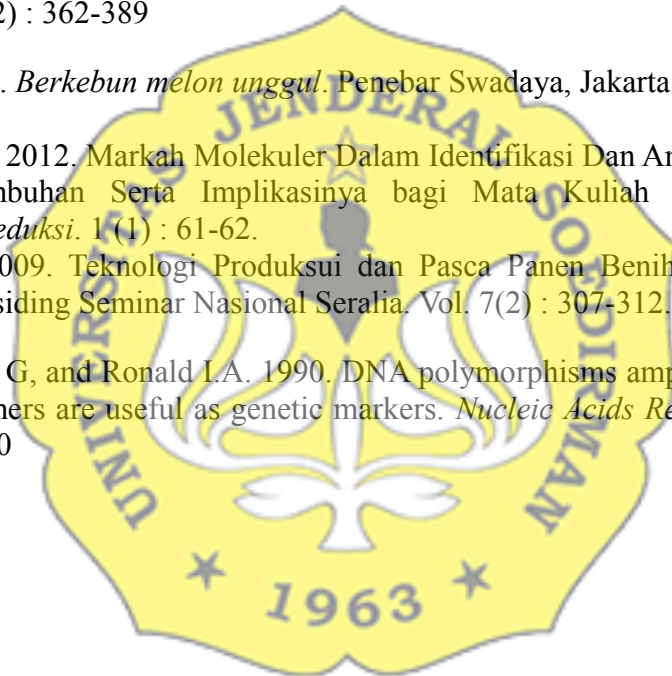 2) : 362-389
. Berkebun melon unggul. Penebar Swadaya, Jakarta
2012. Markah Molekuler Dalam Identifikasi Dan An
mbuhan Serta Implikasinya bagi Mata Kuliah
eduksi. 1 (1) : 61-62.
009. Teknologi Produksui dan Pasca Panen Benih
siding Seminar Nasional Seralia. Vol. 7(2) : 307-312.
G, and Ronald I.A. 1990. DNA polymorphisms amp
ners are useful as genetic markers. Nucleic Acids Re
0
UNIVERSITAS JENDERAL SOEDIRMAN
★ 1963 ★